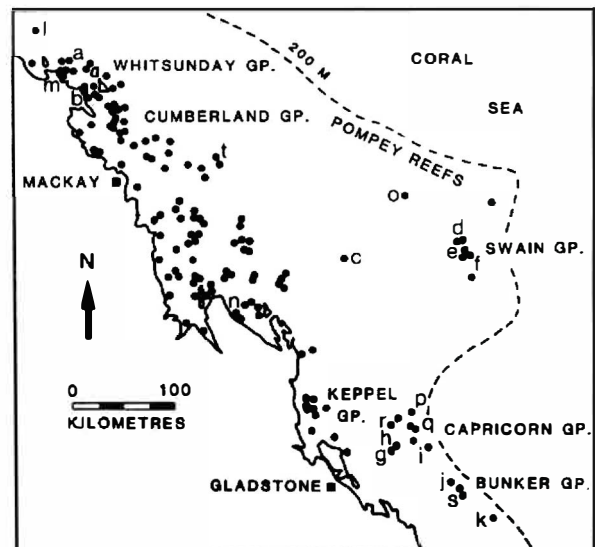 l
200 M
CORAL
SEA
a
WHITSUNDAY GP.
m
b
CUMBERLAND GP.
POMPEY REEFS
t
MACKAY
o
d
e
SWAIN GP.
f
c
N
n
0 100
KILOMETRES
KEPPEL
GP.
p
r
q
CAPRICORN GP.
h
g
i
j
BUNKER GP.
s
GLADSTONE
k